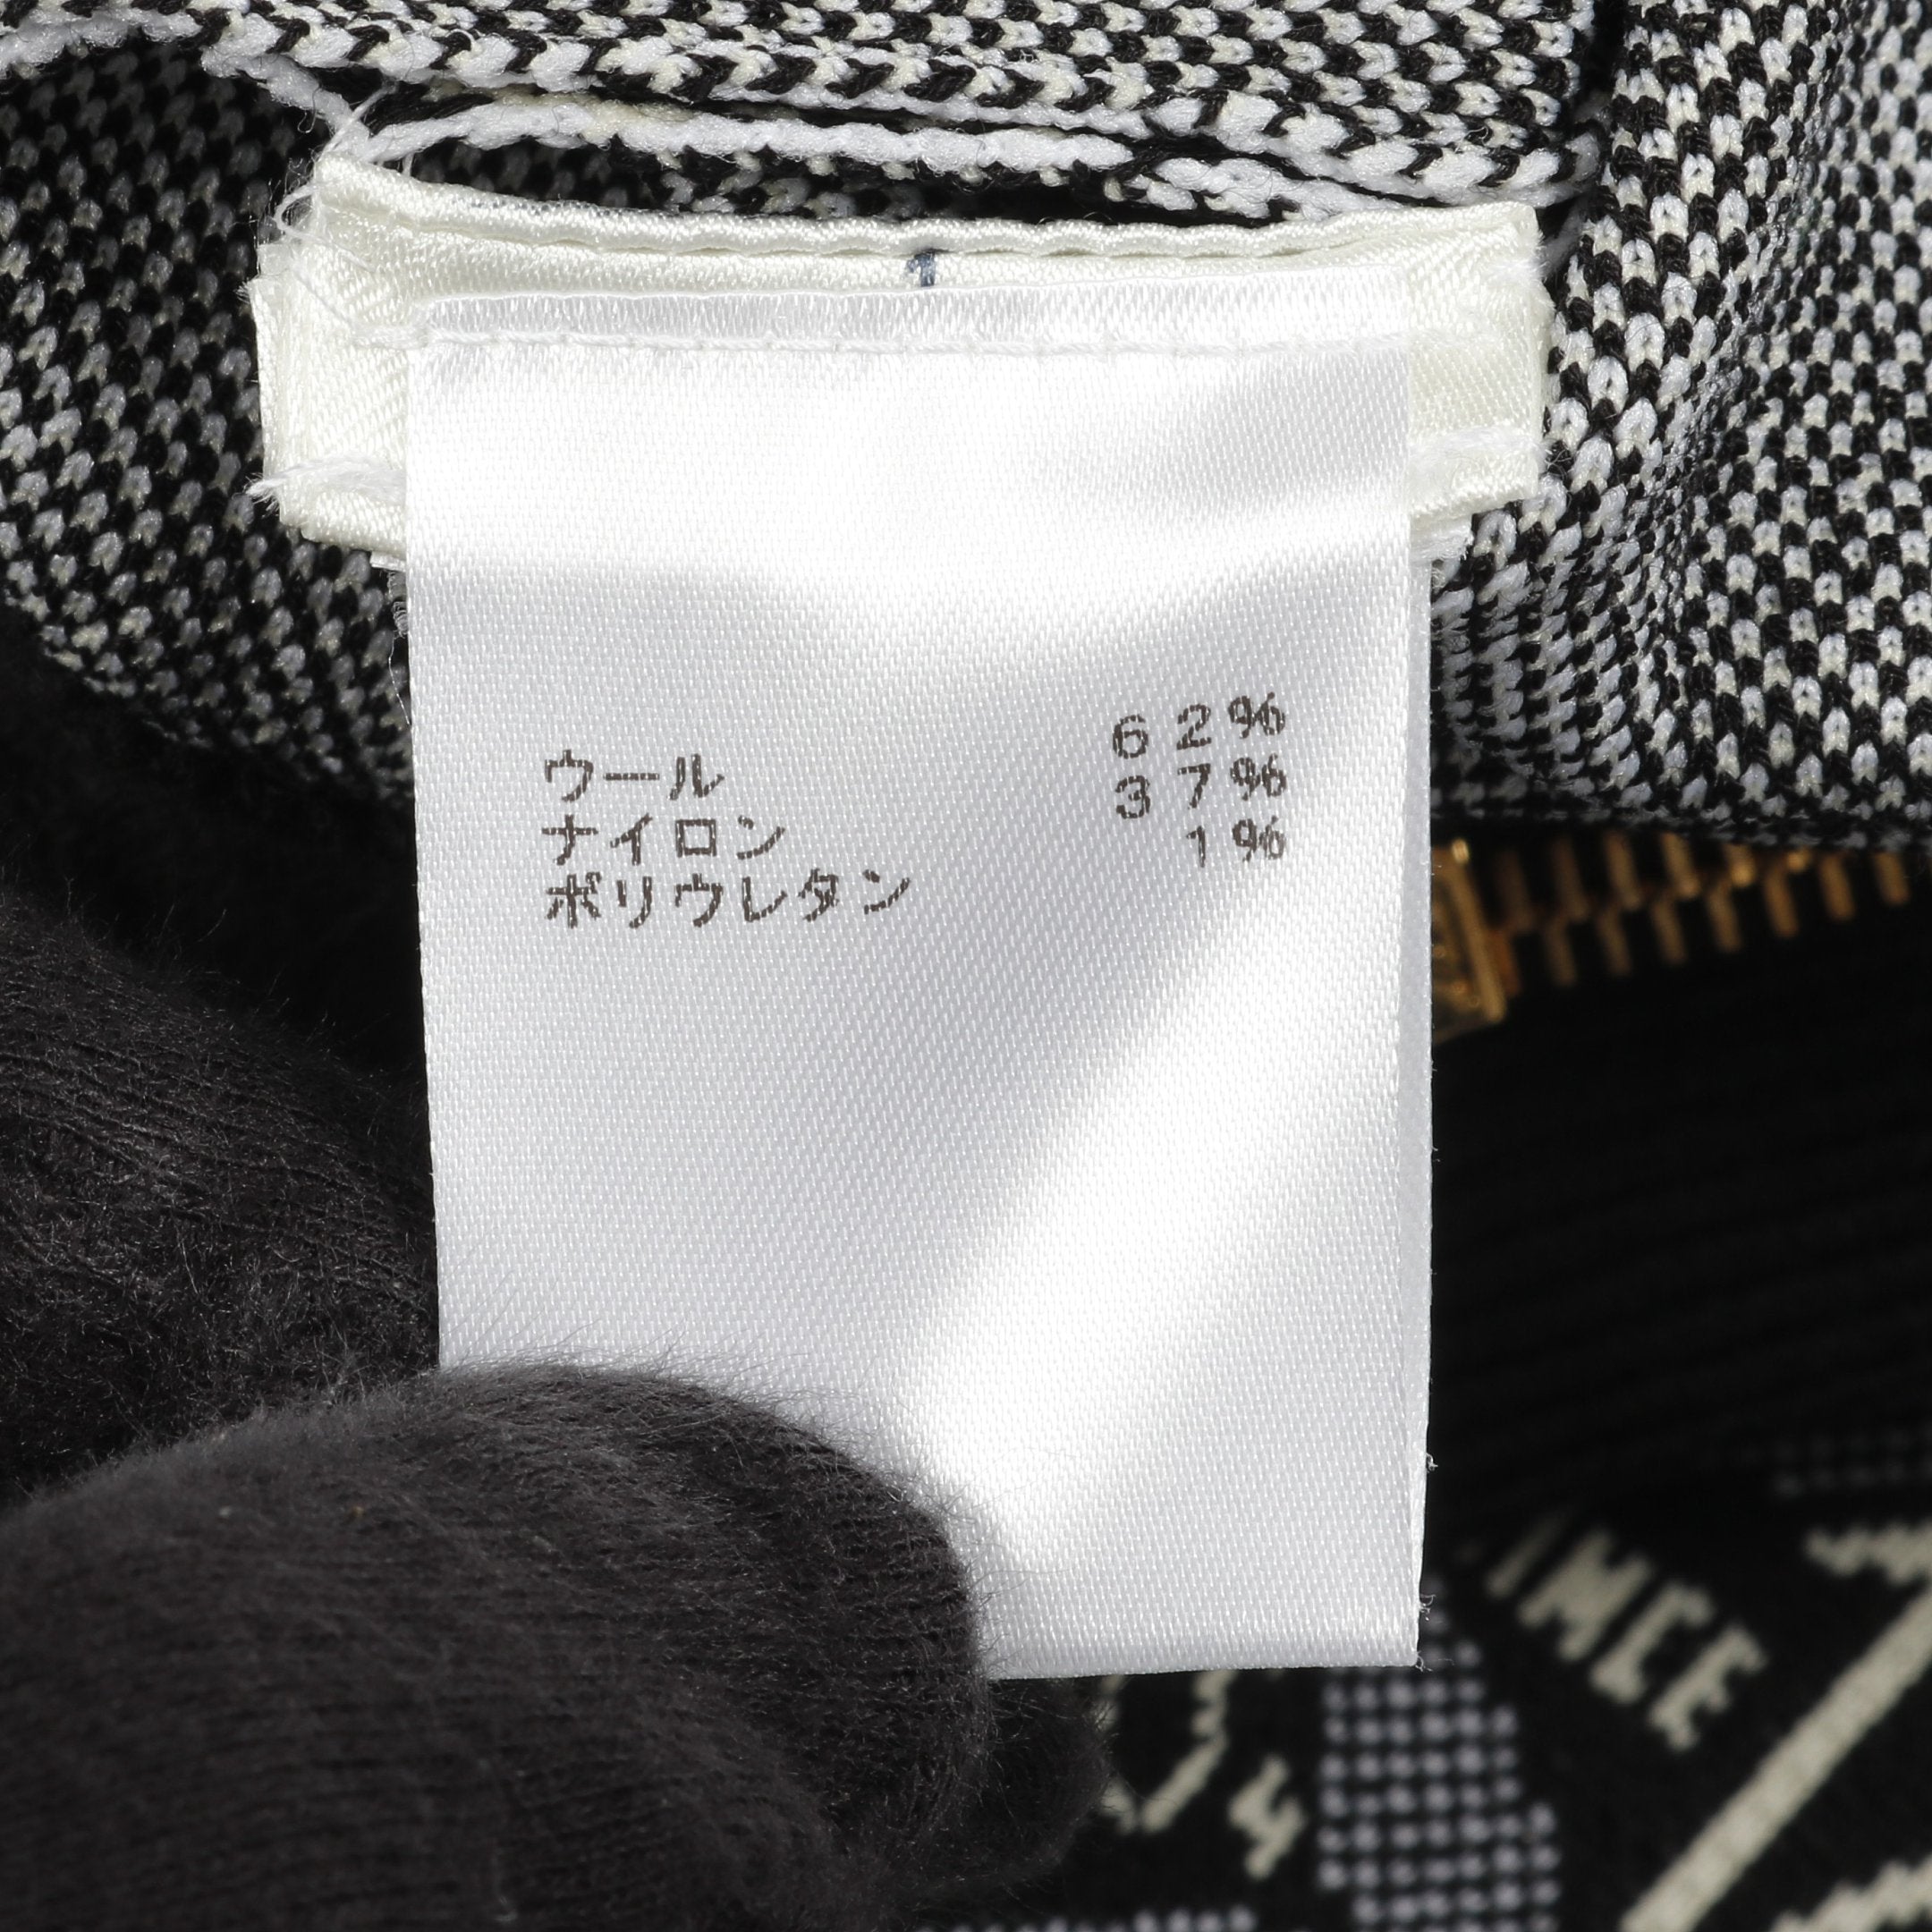 ウール 62%
ナイロン 37%
ポリウレタン 1%